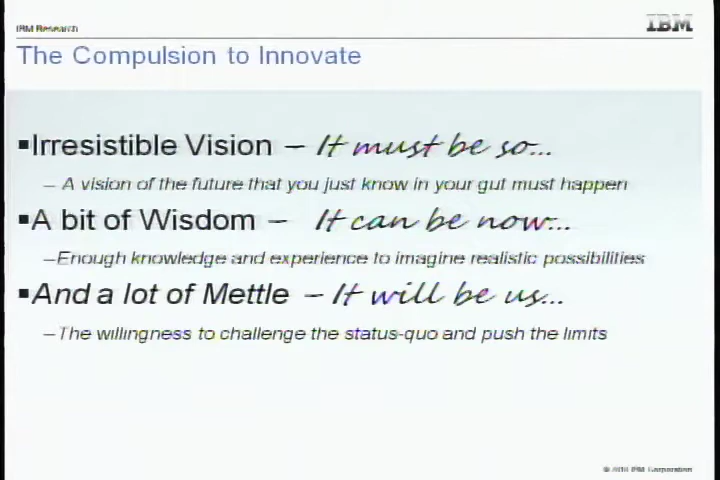 IBM Research
IBM
The Compulsion to Innovate
▪Irresistible Vision – It must be so...
– A vision of the future that you just know in your gut must happen
▪A bit of Wisdom – It can be now...
–Enough knowledge and experience to imagine realistic possibilities
▪And a lot of Mettle – It will be us...
–The willingness to challenge the status-quo and push the limits
© IBM Corporation